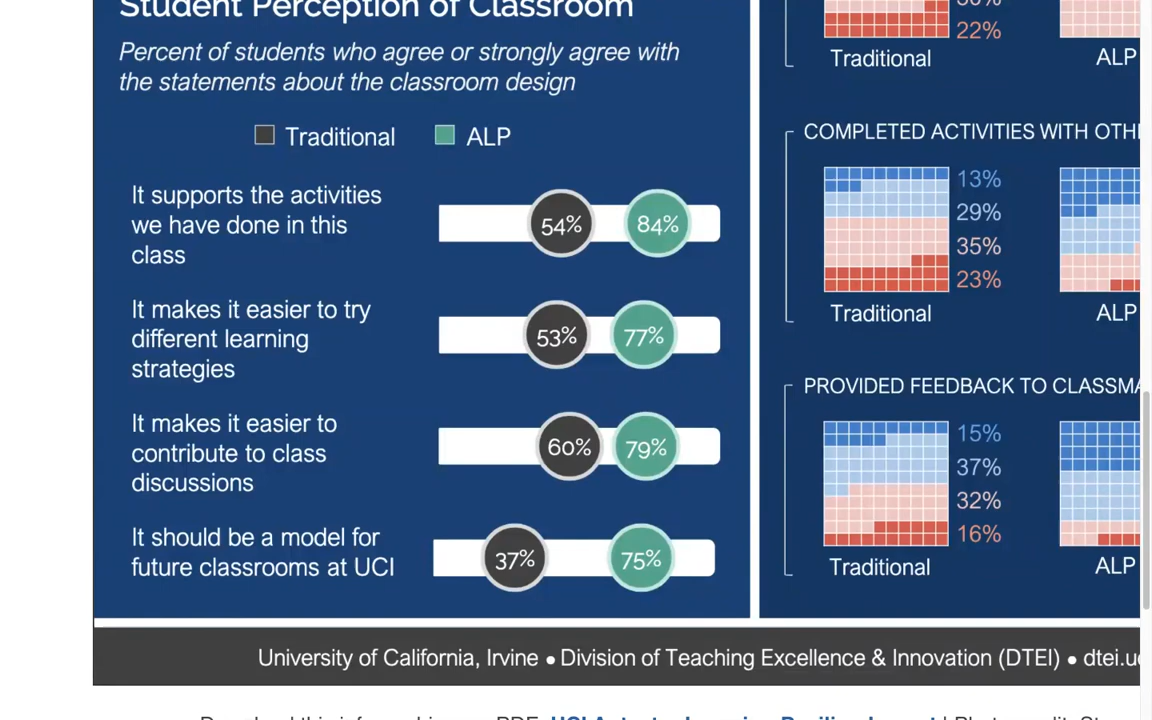 Student Perception of Classroom
Percent of students who agree or strongly agree with
the statements about the classroom design
Traditional
ALP
It supports the activities
we have done in this
class
54%
84%
It makes it easier to try
different learning
strategies
53%
77%
It makes it easier to
contribute to class
discussions
60%
79%
It should be a model for
future classrooms at UCI
37%
75%
22%
Traditional
ALP
COMPLETED ACTIVITIES WITH
13%
29%
35%
23%
Traditional
ALP
PROVIDED FEEDBACK TO
15%
37%
32%
16%
Traditional
ALP
University of California, Irvine • Division of Teaching Excellence & Innovation (DTEI) •